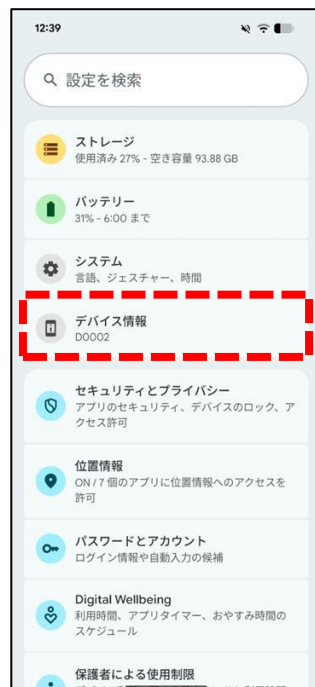 12:39
設定を検索
ストレージ
使用済み 27% - 空き容量 93.88 GB
バッテリー
31% - 6:00 まで
システム
言語、ジェスチャー、時間
デバイス情報
D0002
セキュリティとプライバシー
アプリのセキュリティ、デバイスのロック、ア
クセス許可
位置情報
ON / 7 個のアプリに位置情報へのアクセスを
許可
パスワードとアカウント
ログイン情報や自動入力の候補
Digital Wellbeing
利用時間、アプリタイマー、おやすみ時間の
スケジュール
保護者による使用制限